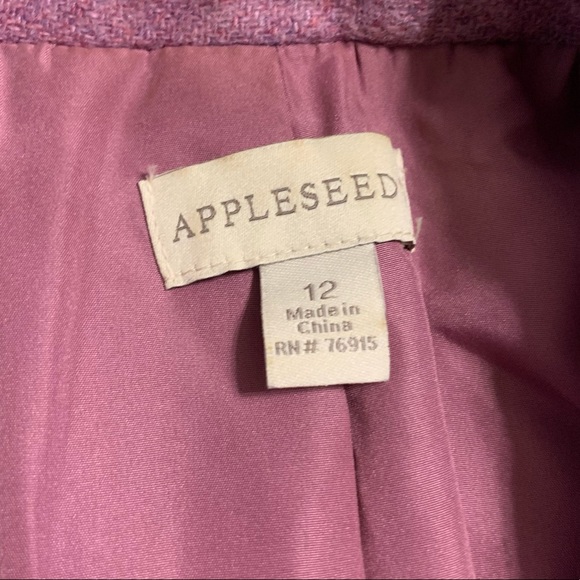 APPLESEED
12
Made in
China
RN# 76915